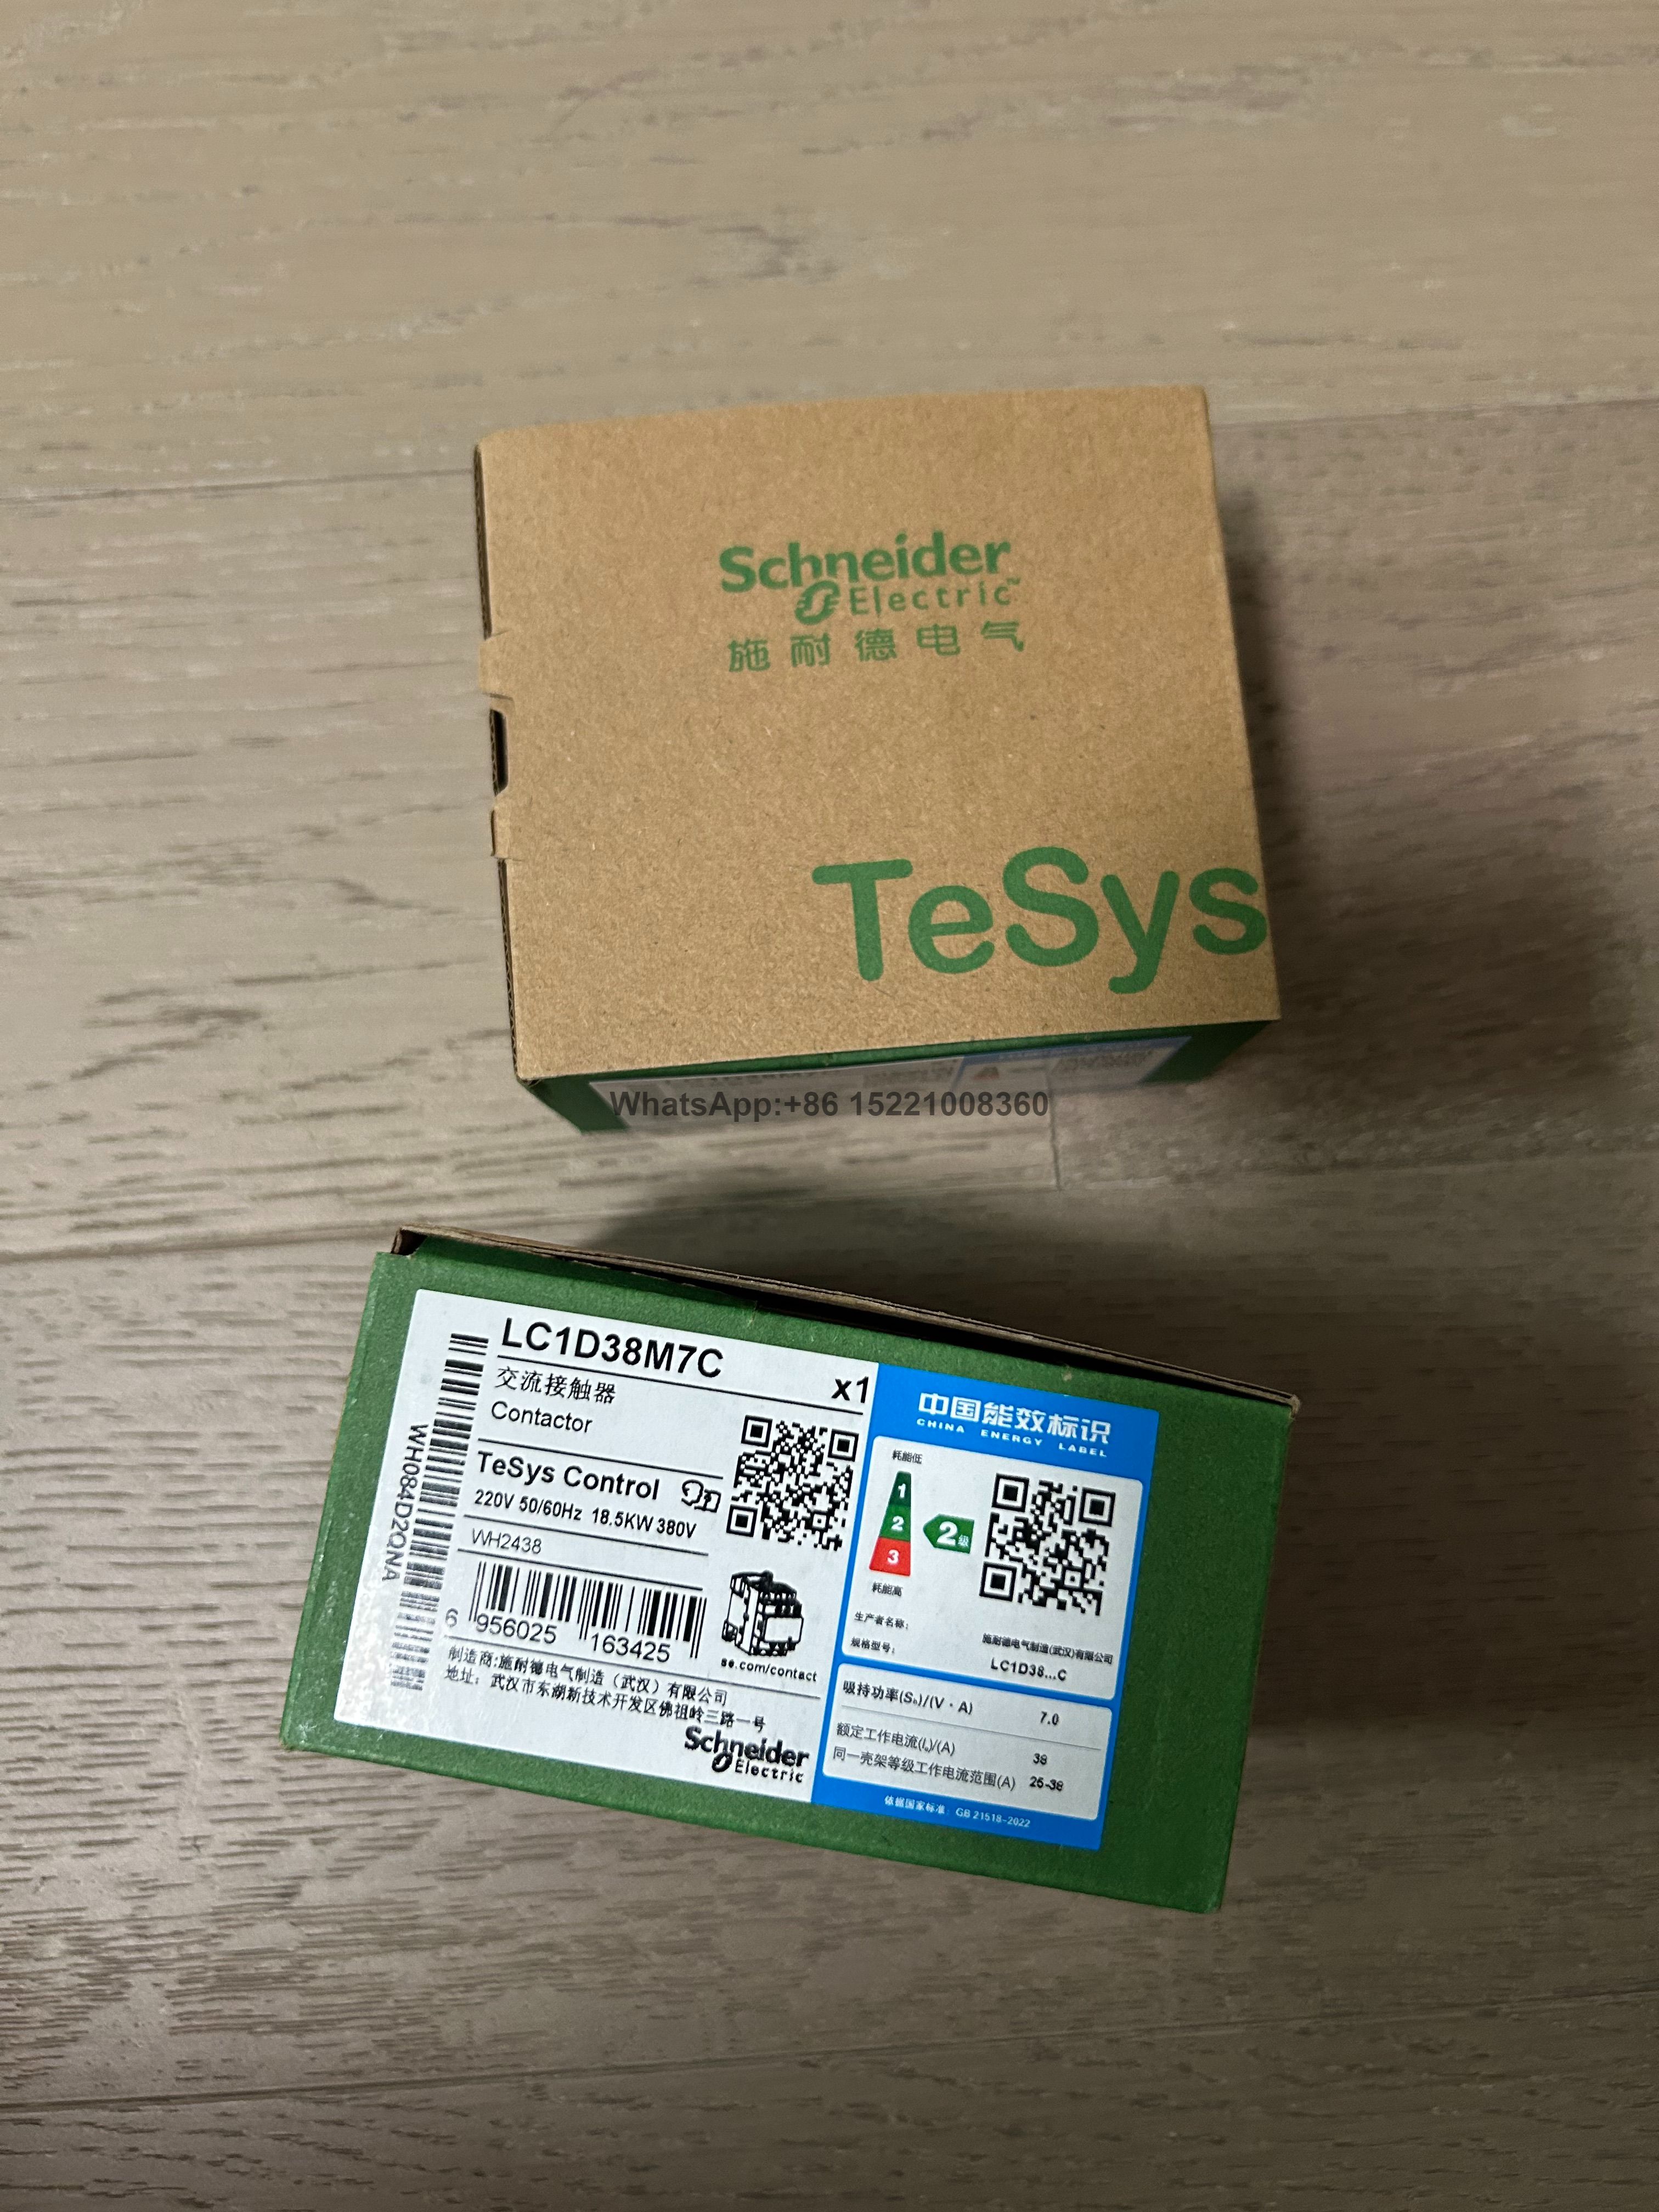 Schneider
Electric™
施耐德电气
TeSys
WhatsApp:+86 15221008360
LC1D38M7C
x1
交流接触器
Contactor
TeSys Control
220V 50/60Hz 18.5KW 380V
WH2438
WH084D2QNA
6 956025 163425
se.com/contact
制造商:施耐德电气制造（武汉）有限公司
地址：武汉市东湖新技术开发区佛祖岭三路一号
Schneider
Electric
中国能效标识
CHINA ENERGY LABEL
耗能低
1
2
3
2级
耗能高
生产者名称：
施耐德电气制造(武汉)有限公司
规格型号：
LC1D38...C
吸持功率(Sₕ)/(V·A) 7.0
额定工作电流(Iₑ)/(A) 38
同一壳架等级工作电流范围(A) 25-38
依据国家标准：GB 21518-2022